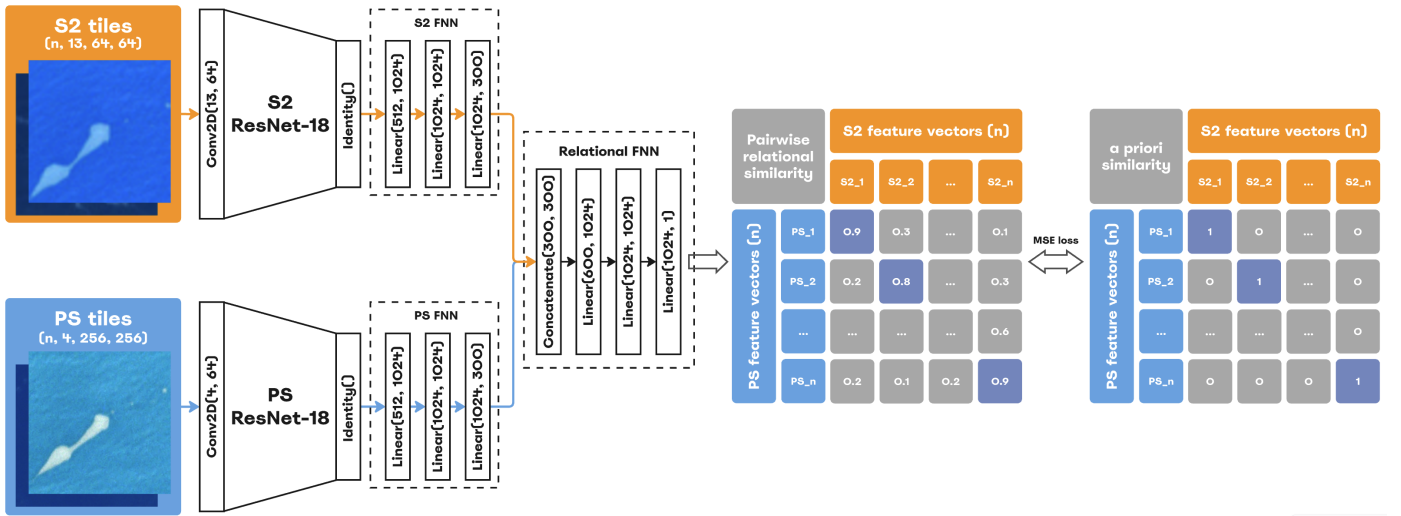 S2 tiles
(n, 13, 64, 64)
Conv2D(13, 64)
S2
ResNet-18
Identity()
S2 FNN
Linear(512, 1024)
Linear(1024, 1024)
Linear(1024, 300)
PS tiles
(n, 4, 256, 256)
Conv2D(4, 64)
PS
ResNet-18
Identity()
PS FNN
Linear(512, 1024)
Linear(1024, 1024)
Linear(1024, 300)
Relational FNN
Concatenate(300, 300)
Linear(600, 1024)
Linear(1024, 1024)
Linear(1024, 1)
Pairwise
relational
similarity
S2 feature vectors (n)
S2_1 S2_2 ... S2_n
PS feature vectors (n)
PS_1 0.9 0.3 ... 0.1
PS_2 0.2 0.8 ... 0.3
... ... ... ... 0.6
PS_n 0.2 0.1 0.2 0.9
MSE loss
a priori
similarity
S2 feature vectors (n)
S2_1 S2_2 ... S2_n
PS feature vectors (n)
PS_1 1 0 ... 0
PS_2 0 1 ... 0
... ... ... ... 0
PS_n 0 0 0 1